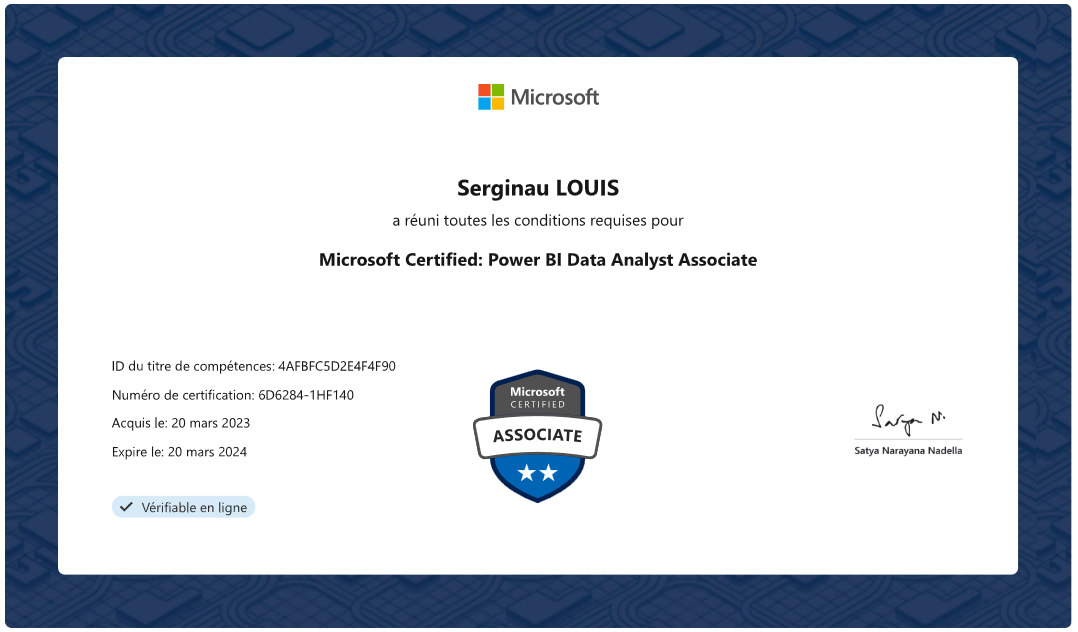 Microsoft
Serginau LOUIS
a réuni toutes les conditions requises pour
Microsoft Certified: Power BI Data Analyst Associate
ID du titre de compétences: 4AFBFC5D2E4F4F90
Numéro de certification: 6D6284-1HF140
Acquis le: 20 mars 2023
Expire le: 20 mars 2024
Vérifiable en ligne
Microsoft
CERTIFIED
ASSOCIATE
Satya N.
Satya Narayana Nadella